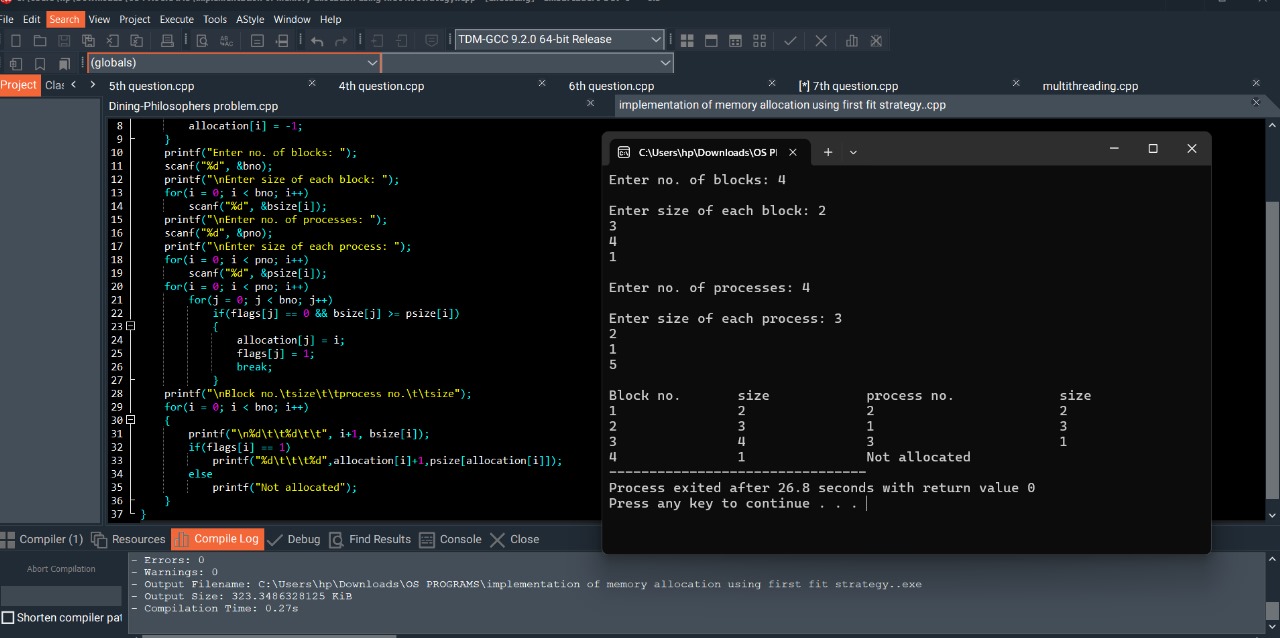 File Edit Search View Project Execute Tools AStyle Window Help
TDM-GCC 9.2.0 64-bit Release
(globals)
Project Clas 5th question.cpp 4th question.cpp 6th question.cpp [*] 7th question.cpp multithreading.cpp
Dining-Philosophers problem.cpp implementation of memory allocation using first fit strategy..cpp
8 allocation[i] = -1;
9 }
10 printf("Enter no. of blocks: ");
11 scanf("%d", &bno);
12 printf("\nEnter size of each block: ");
13 for(i = 0; i < bno; i++)
14 scanf("%d", &bsize[i]);
15 printf("\nEnter no. of processes: ");
16 scanf("%d", &pno);
17 printf("\nEnter size of each process: ");
18 for(i = 0; i < pno; i++)
19 scanf("%d", &psize[i]);
20 for(i = 0; i < pno; i++)
21 for(j = 0; j < bno; j++)
22 if(flags[j] == 0 && bsize[j] >= psize[i])
23 {
24 allocation[j] = i;
25 flags[j] = 1;
26 break;
27 }
28 printf("\nBlock no.\tsize\t\tprocess no.\t\tsize");
29 for(i = 0; i < bno; i++)
30 {
31 printf("\n%d\t\t%d\t\t", i+1, bsize[i]);
32 if(flags[i] == 1)
33 printf("%d\t\t\t%d",allocation[i]+1,psize[allocation[i]]);
34 else
35 printf("Not allocated");
36 }
37 }
C:\Users\hp\Downloads\OS PI
Enter no. of blocks: 4
Enter size of each block: 2
3
4
1
Enter no. of processes: 4
Enter size of each process: 3
2
1
5
Block no. size process no. size
1 2 2 2
2 3 1 3
3 4 3 1
4 1 Not allocated
--------------------------------
Process exited after 26.8 seconds with return value 0
Press any key to continue . . .
Compiler (1) Resources Compile Log Debug Find Results Console Close
Abort Compilation
Shorten compiler pat
- Errors: 0
- Warnings: 0
- Output Filename: C:\Users\hp\Downloads\OS PROGRAMS\implementation of memory allocation using first fit strategy..exe
- Output Size: 323.3486328125 KiB
- Compilation Time: 0.27s